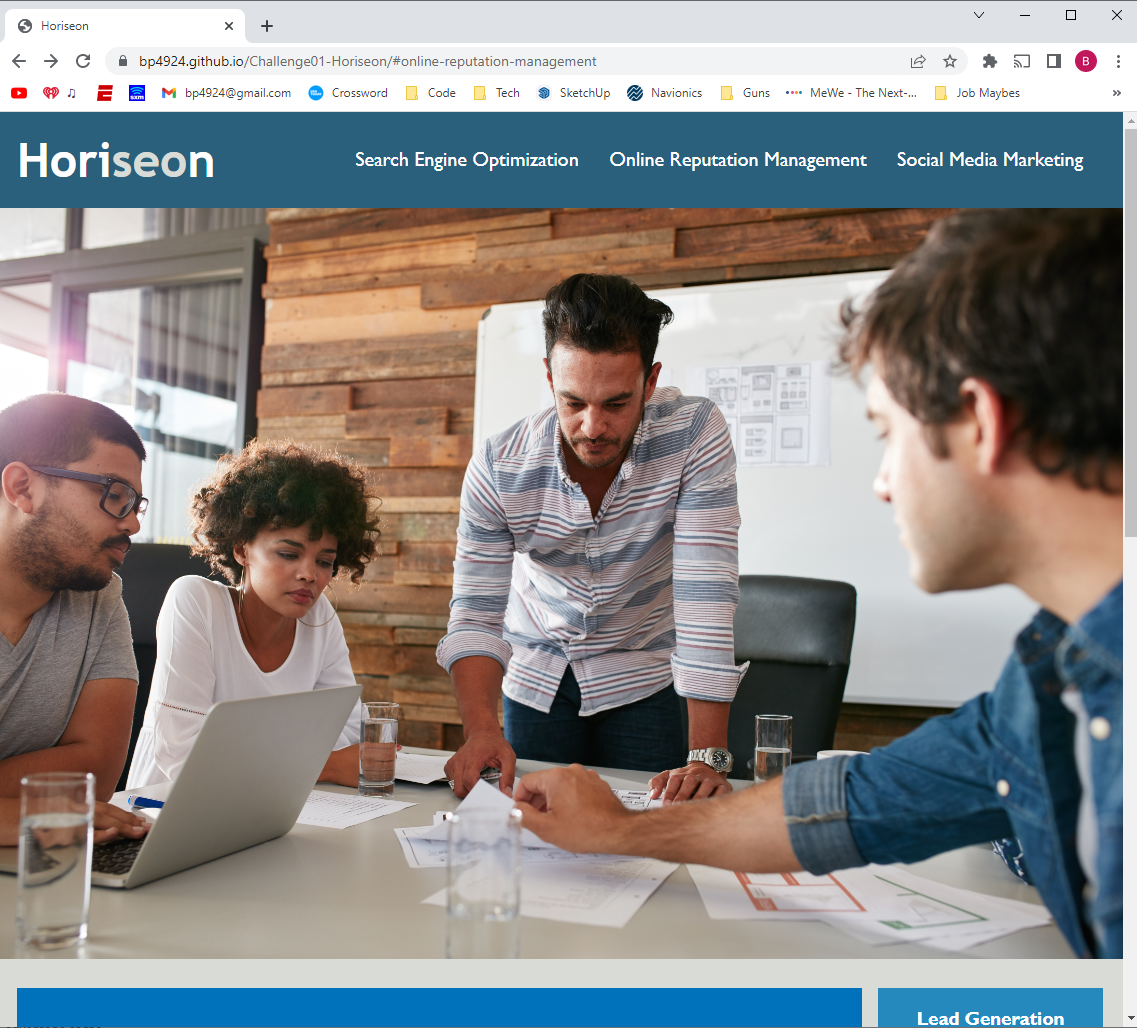 Horiseon
bp4924.github.io/Challenge01-Horiseon/#online-reputation-management
B
bp4924@gmail.com Crossword Code Tech SketchUp Navionics Guns MeWe - The Next-... Job Maybes »
Horiseon Search Engine Optimization Online Reputation Management Social Media Marketing
Lead Generation